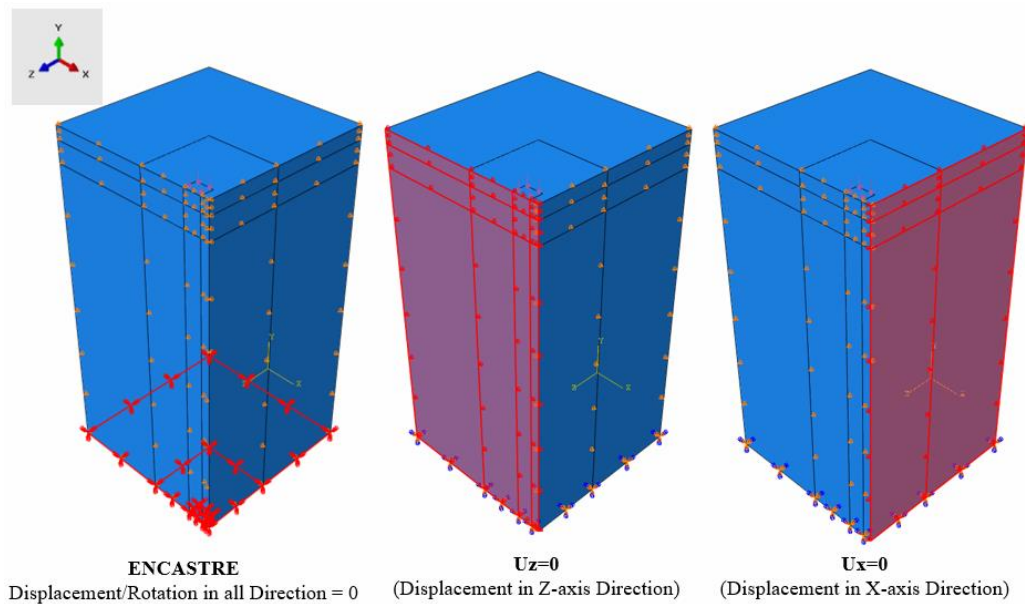 Y
Z
X
Y
Z
X
Y
Z
X
ENCASTRE
Displacement/Rotation in all Direction = 0
Uz=0
(Displacement in Z-axis Direction)
Ux=0
(Displacement in X-axis Direction)